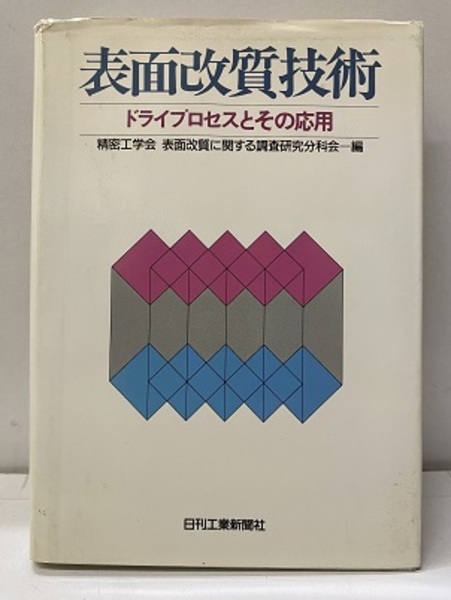 表面改質技術
ドライプロセスとその応用
精密工学会 表面改質に関する調査研究分科会―編
日刊工業新聞社